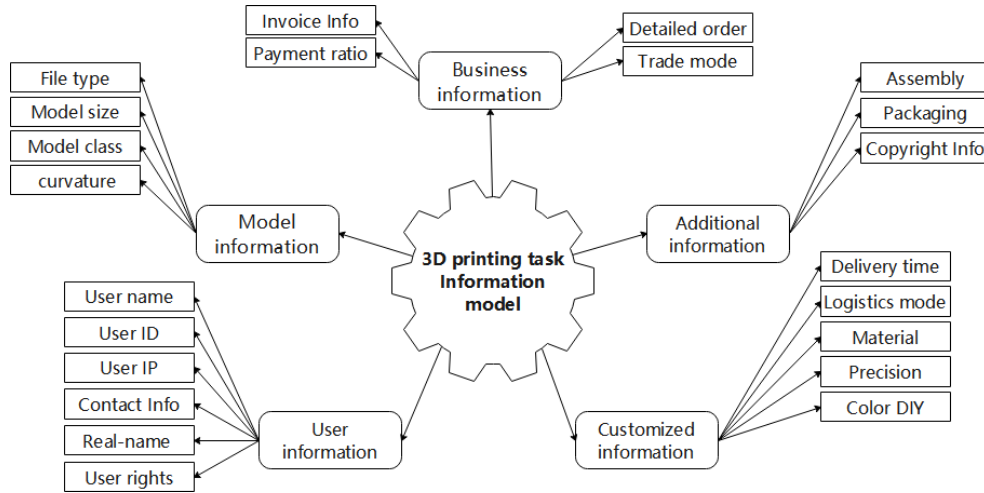 Invoice Info
Payment ratio
Business
information
Detailed order
Trade mode
File type
Model size
Model class
curvature
Model
information
Assembly
Packaging
Copyright Info
Additional
information
3D printing task
Information
model
User name
User ID
User IP
Contact Info
Real-name
User rights
User
information
Customized
information
Delivery time
Logistics mode
Material
Precision
Color DIY